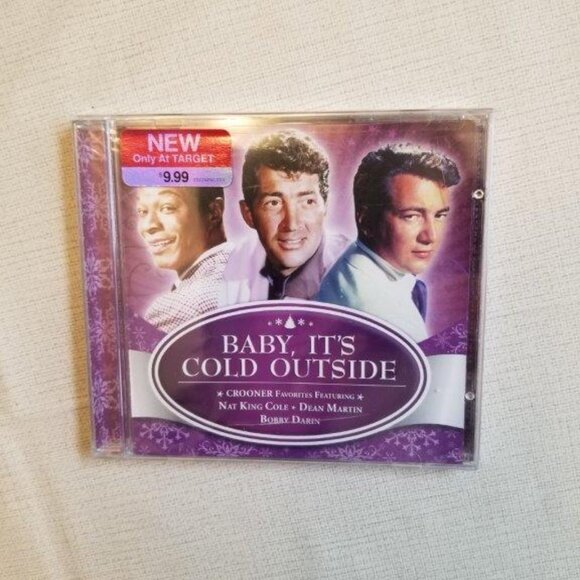 NEW
Only At TARGET
$9.99
BABY, IT'S
COLD OUTSIDE
* CROONER FAVORITES FEATURING *
NAT KING COLE • DEAN MARTIN
BOBBY DARIN